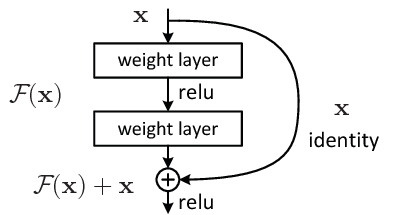 x
weight layer
relu
F(x)
x
weight layer
identity
F(x) + x
relu